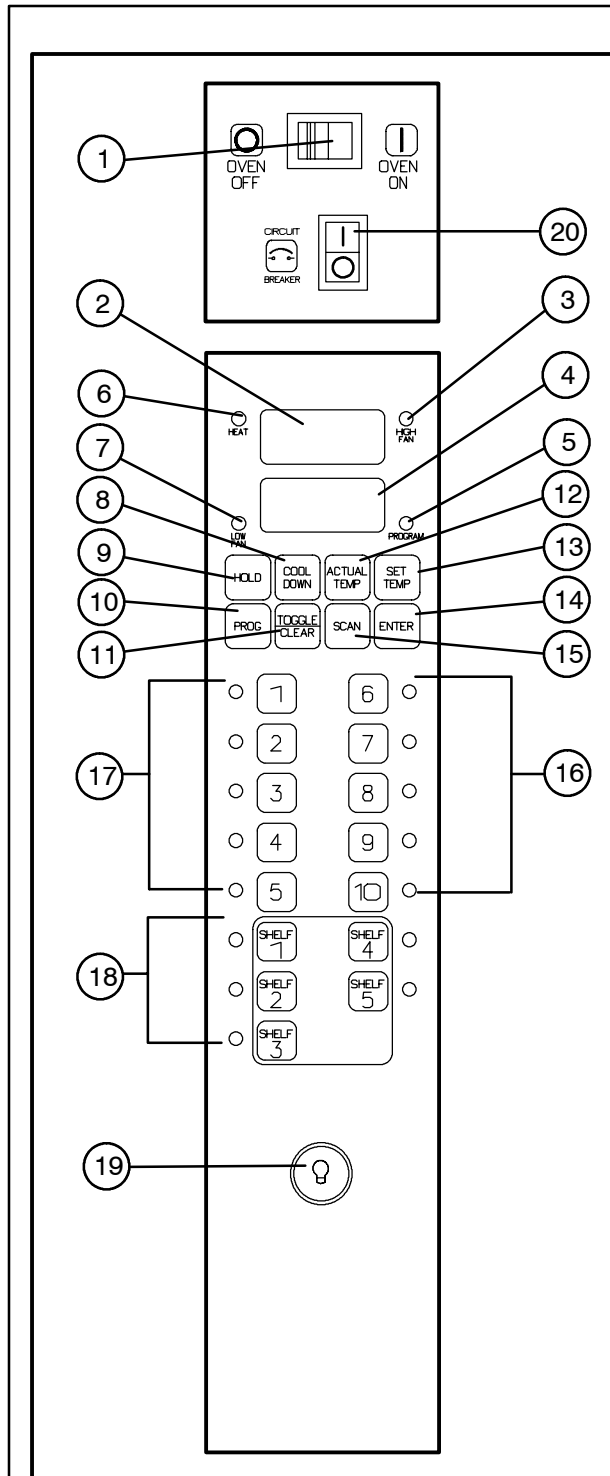 1
OVEN
OFF
OVEN
ON
CIRCUIT
BREAKER
20
2
3
6
HEAT
HIGH
FAN
4
7
LOW
FAN
PROGRAM
5
8
12
9
HOLD
COOL
DOWN
ACTUAL
TEMP
SET
TEMP
13
10
PROG
TOGGLE
CLEAR
SCAN
ENTER
14
11
15
1 6
2 7
17
3 8
16
4 9
5 10
SHELF
1
SHELF
4
18
SHELF
2
SHELF
5
SHELF
3
19